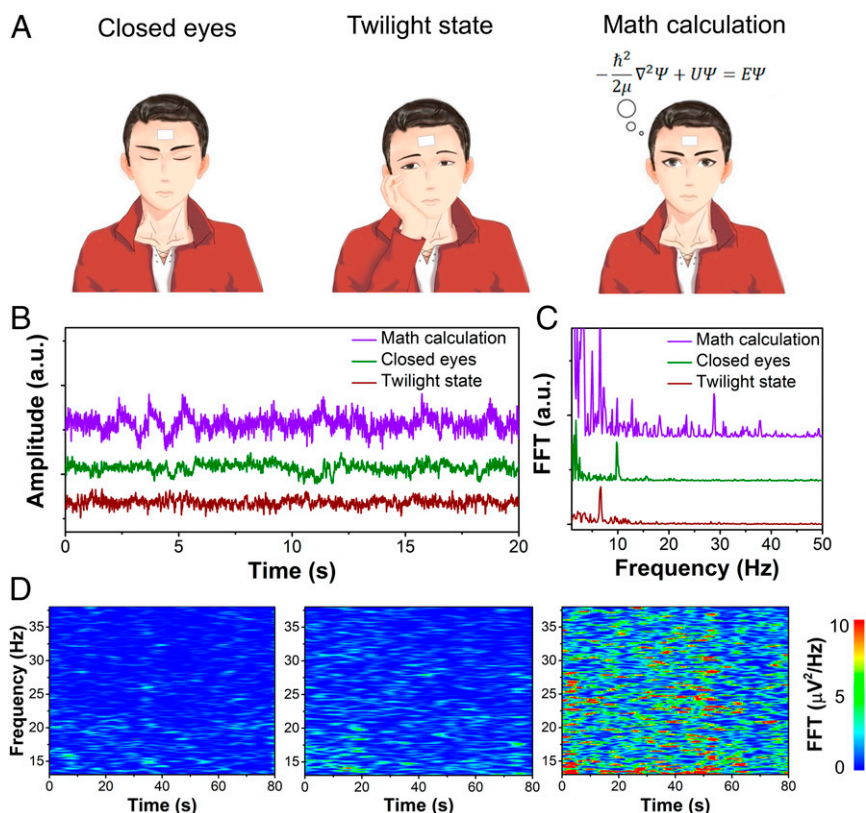 A
Closed eyes
Twilight state
Math calculation
−ℏ²/2μ ∇²Ψ + UΨ = EΨ
B
Amplitude (a.u.)
Math calculation
Closed eyes
Twilight state
0 5 10 15 20
Time (s)
C
FFT (a.u.)
Math calculation
Closed eyes
Twilight state
10 20 30 40 50
Frequency (Hz)
D
Frequency (Hz)
35
30
25
20
15
0 20 40 60 80
Time (s)
35
30
25
20
15
0 20 40 60 80
Time (s)
35
30
25
20
15
0 20 40 60 80
Time (s)
10
5
0
FFT (μV²/Hz)